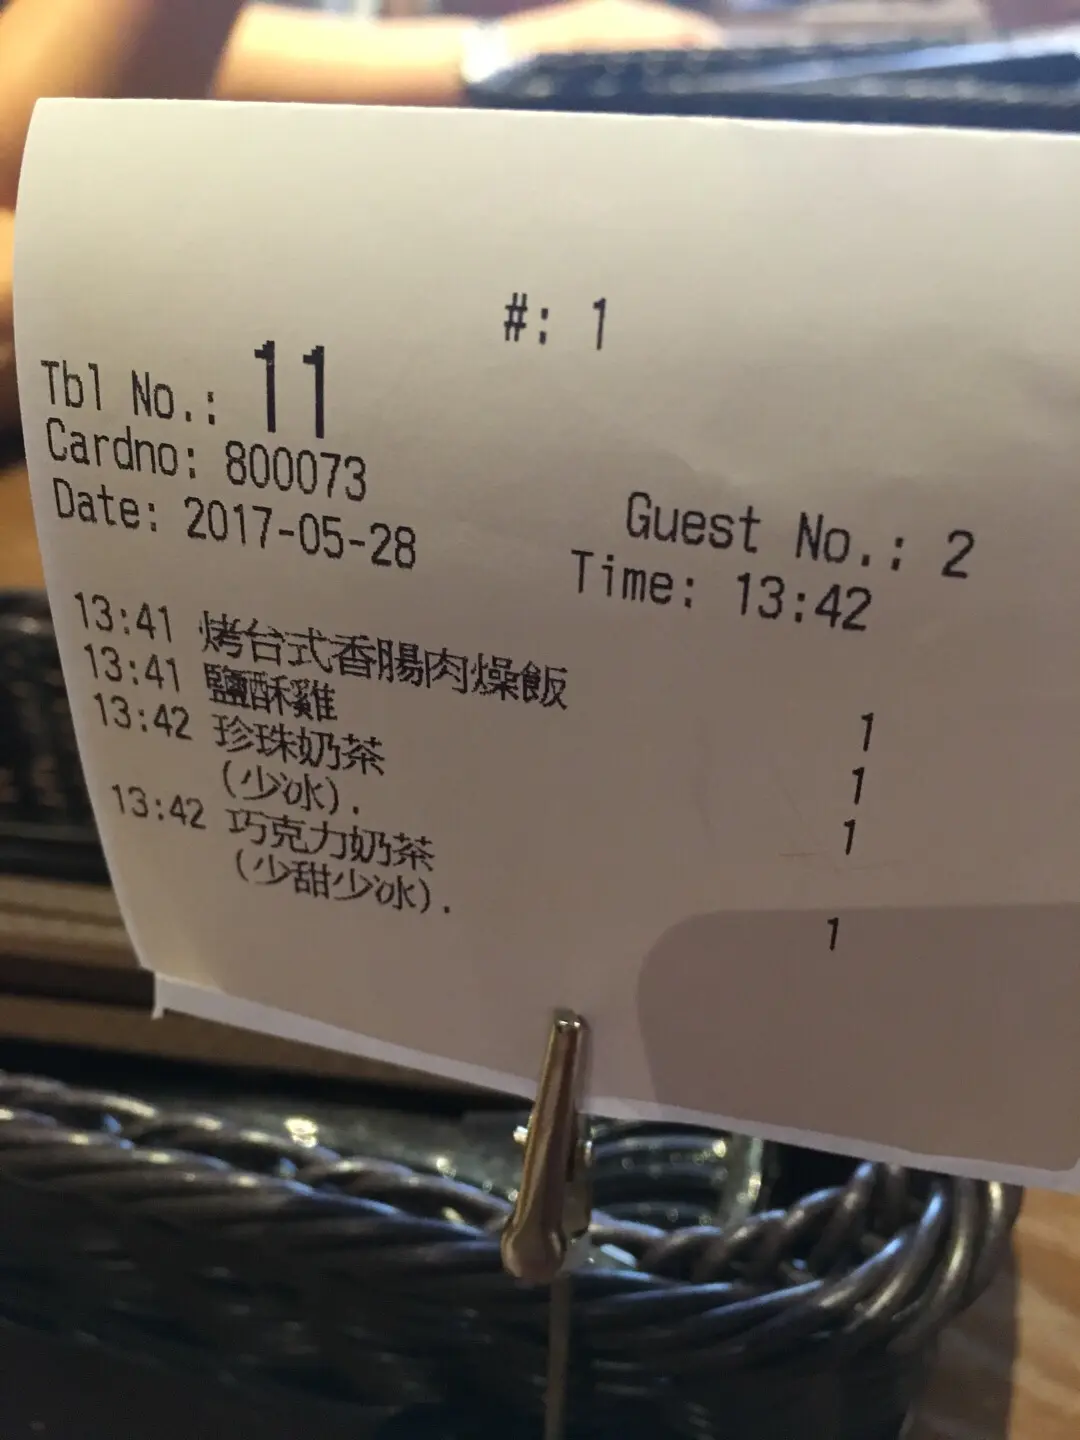 #: 1
Tbl No.: 11
Cardno: 800073
Guest No.: 2
Date: 2017-05-28
Time: 13:42
13:41 烤台式香腸肉燥飯 1
13:41 鹽酥雞 1
13:42 珍珠奶茶 1
(少冰).
13:42 巧克力奶茶 1
(少甜少冰).